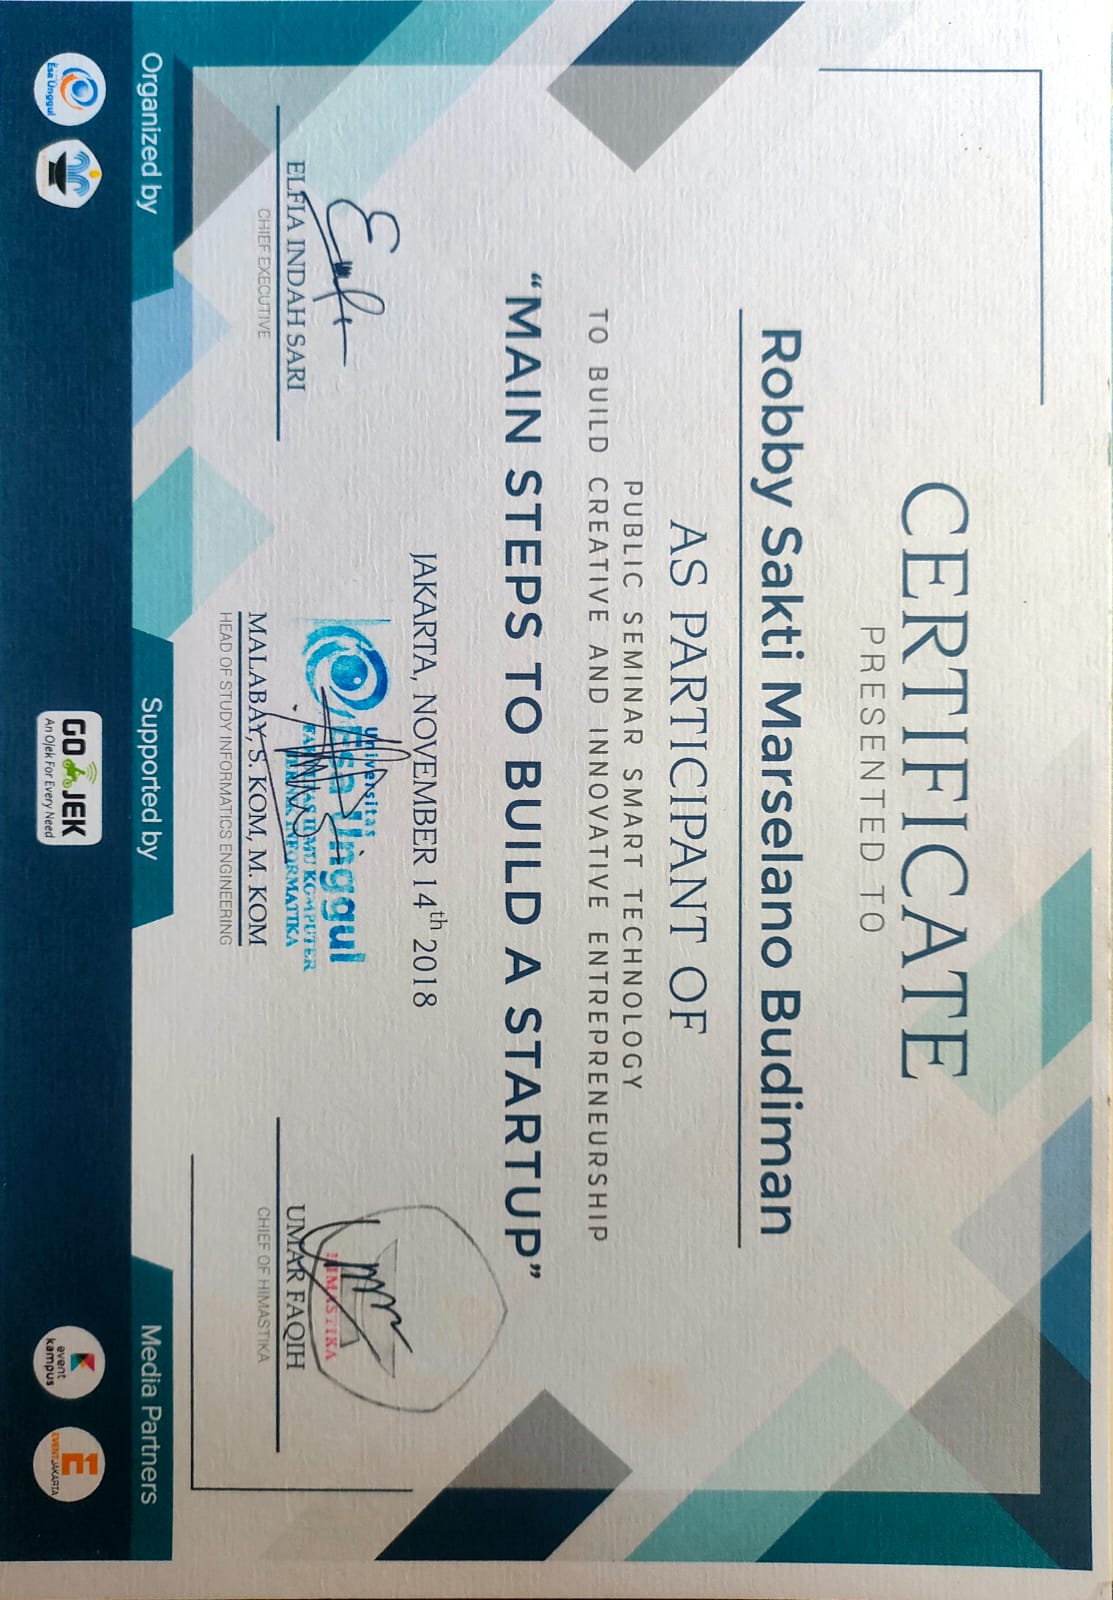 CERTIFICATE
PRESENTED TO
Robby Sakti Marselano Budiman
AS PARTICIPANT OF
PUBLIC SEMINAR SMART TECHNOLOGY
TO BUILD CREATIVE AND INNOVATIVE ENTREPRENEURSHIP
“MAIN STEPS TO BUILD A STARTUP”
JAKARTA, NOVEMBER 14th 2018
Universitas
Esa Unggul
FAKULTAS ILMU KOMPUTER
TEKNIK INFORMATIKA
HIMASTIKA
ELFIA INDAH SARI
CHIEF EXECUTIVE
MALABAY, S. KOM, M. KOM
HEAD OF STUDY INFORMATICS ENGINEERING
UMAR FAQIH
CHIEF OF HIMASTIKA
Organized by
Supported by
Media Partners
Esa Unggul
GO JEK
An Ojek For Every Need
event
kampus
EVENTJAKARTA